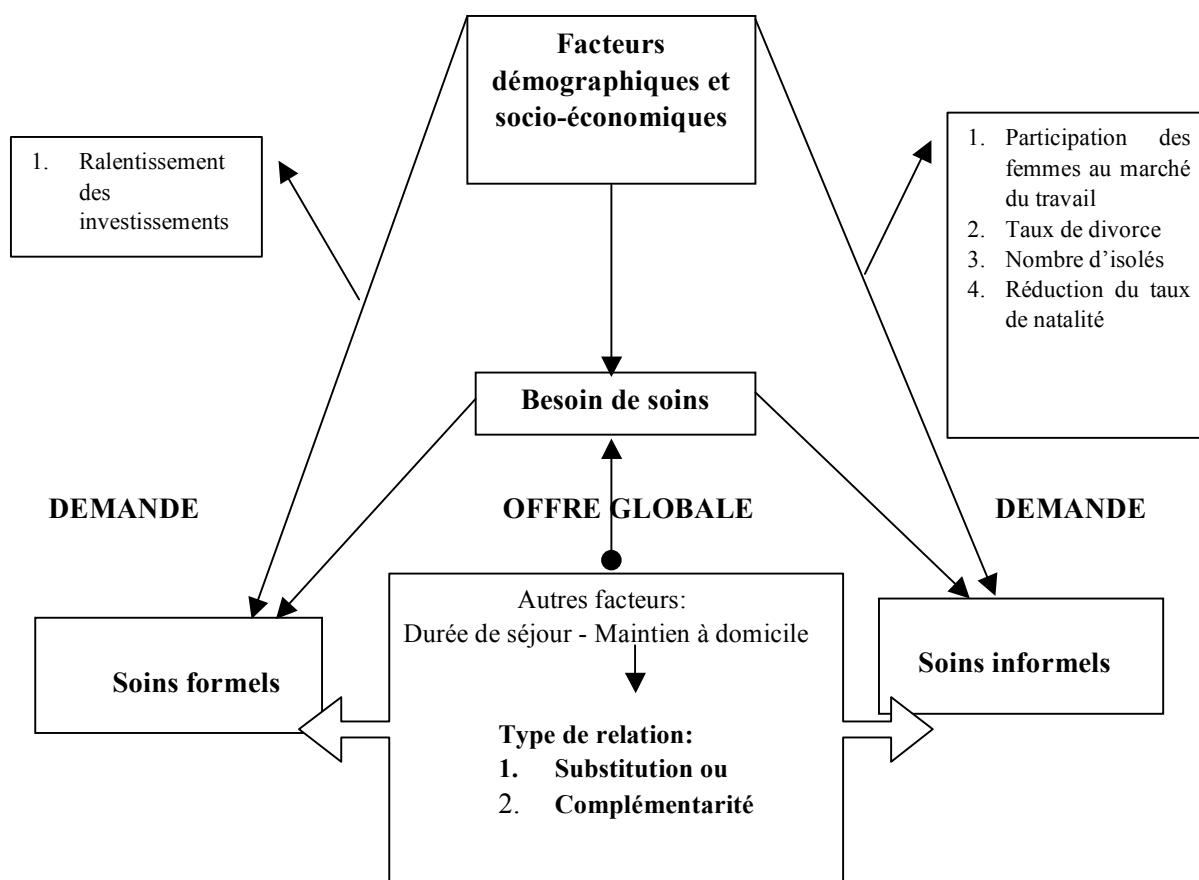 Facteurs
démographiques et
socio-économiques
1. Ralentissement
des
investissements
1. Participation des
femmes au marché
du travail
2. Taux de divorce
3. Nombre d'isolés
4. Réduction du taux
de natalité
Besoin de soins
DEMANDE
OFFRE GLOBALE
DEMANDE
Autres facteurs:
Durée de séjour - Maintien à domicile
Soins formels
Soins informels
Type de relation:
1. Substitution ou
2. Complémentarité